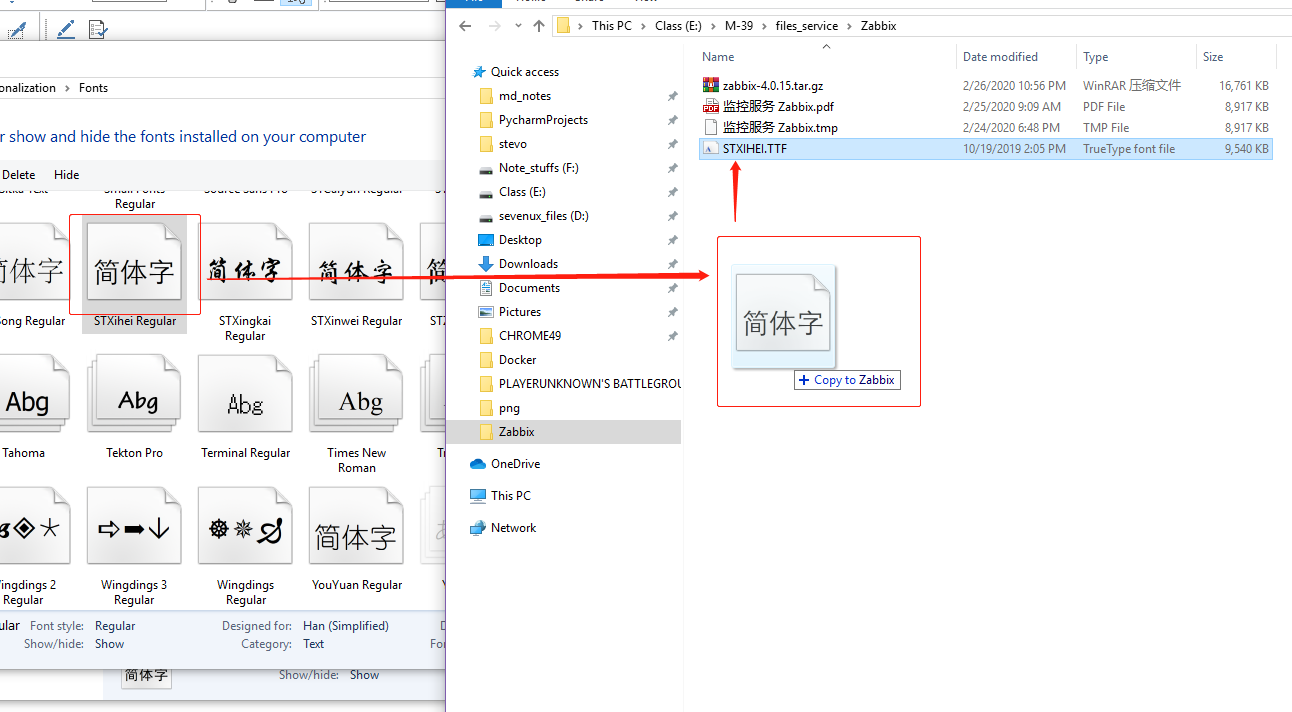 onalization > Fonts
r show and hide the fonts installed on your computer
Delete Hide
Regular
简体字
简体字
简体字
简体字
Song Regular
STXihei Regular
STXingkai
Regular
STXinwei Regular
Abg
Abg
Abg
Abg
Tahoma
Tekton Pro
Terminal Regular
Times New
Roman
简体字
ingdings 2
Regular
Wingdings 3
Regular
Wingdings
Regular
YouYuan Regular
ular Font style: Regular Designed for: Han (Simplified)
Show/hide: Show Category: Text
简体字 Show/hide: Show
This PC > Class (E:) > M-39 > files_service > Zabbix
Quick access
md_notes
PycharmProjects
stevo
Note_stuffs (F:)
Class (E:)
sevenux_files (D:)
Desktop
Downloads
Documents
Pictures
CHROME49
Docker
PLAYERUNKNOWN'S BATTLEGROU
png
Zabbix
OneDrive
This PC
Network
Name Date modified Type Size
zabbix-4.0.15.tar.gz 2/26/2020 10:56 PM WinRAR 压缩文件 16,761 KB
监控服务 Zabbix.pdf 2/25/2020 9:09 AM PDF File 8,917 KB
监控服务 Zabbix.tmp 2/24/2020 6:48 PM TMP File 8,917 KB
STXIHEI.TTF 10/19/2019 2:05 PM TrueType font file 9,540 KB
简体字
+ Copy to Zabbix